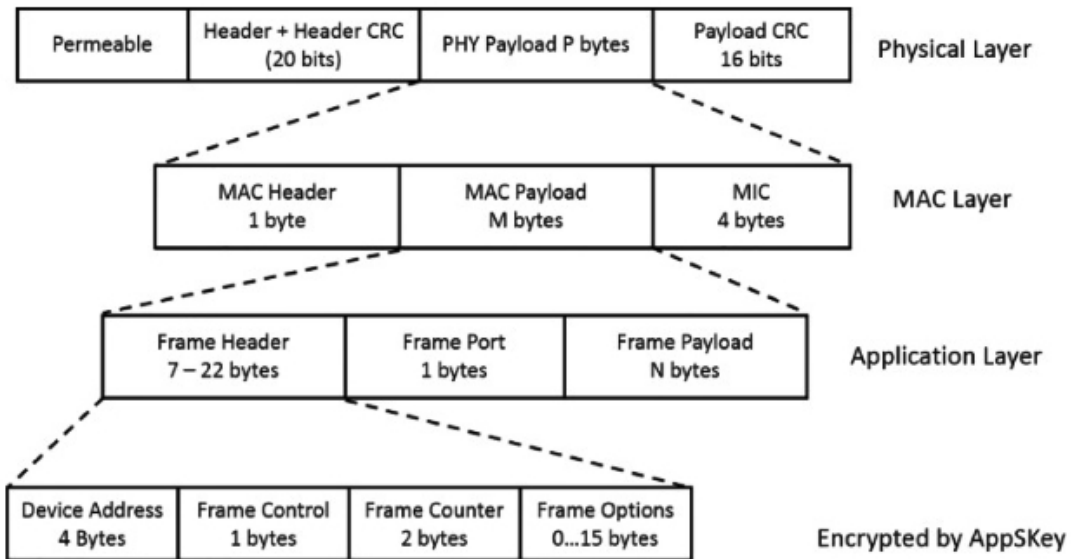 Permeable
Header + Header CRC
(20 bits)
PHY Payload P bytes
Payload CRC
16 bits
Physical Layer
MAC Header
1 byte
MAC Payload
M bytes
MIC
4 bytes
MAC Layer
Frame Header
7 – 22 bytes
Frame Port
1 bytes
Frame Payload
N bytes
Application Layer
Device Address
4 Bytes
Frame Control
1 bytes
Frame Counter
2 bytes
Frame Options
0...15 bytes
Encrypted by AppSKey